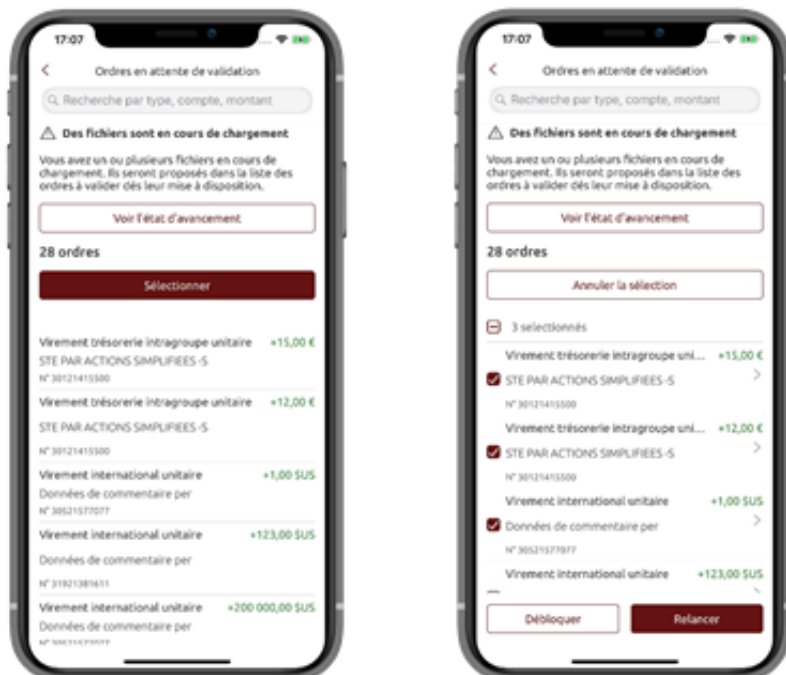 17:07
Ordres en attente de validation
Recherche par type, compte, montant
Des fichiers sont en cours de chargement
Vous avez un ou plusieurs fichiers en cours de
chargement. Ils seront proposés dans la liste des
ordres à valider dès leur mise à disposition.
Voir l'état d'avancement
28 ordres
Sélectionner
Virement trésorerie intragroupe unitaire +15,00 €
STE PAR ACTIONS SIMPLIFIEES -S
N° 30121415500
Virement trésorerie intragroupe unitaire +12,00 €
STE PAR ACTIONS SIMPLIFIEES -S
N° 30121415500
Virement international unitaire +1,00 $US
Données de commentaire per
N° 30521577077
Virement international unitaire +123,00 $US
Données de commentaire per
N° 31921381611
Virement international unitaire +200 000,00 $US
Données de commentaire per
17:07
Ordres en attente de validation
Recherche par type, compte, montant
Des fichiers sont en cours de chargement
Vous avez un ou plusieurs fichiers en cours de
chargement. Ils seront proposés dans la liste des
ordres à valider dès leur mise à disposition.
Voir l'état d'avancement
28 ordres
Annuler la sélection
3 selectionnés
Virement trésorerie intragroupe uni... +15,00 €
STE PAR ACTIONS SIMPLIFIEES -S
N° 30121415500
Virement trésorerie intragroupe uni... +12,00 €
STE PAR ACTIONS SIMPLIFIEES -S
N° 30121415500
Virement international unitaire +1,00 $US
Données de commentaire per
N° 30521577077
Virement international unitaire +123,00 $US
Débloquer
Relancer